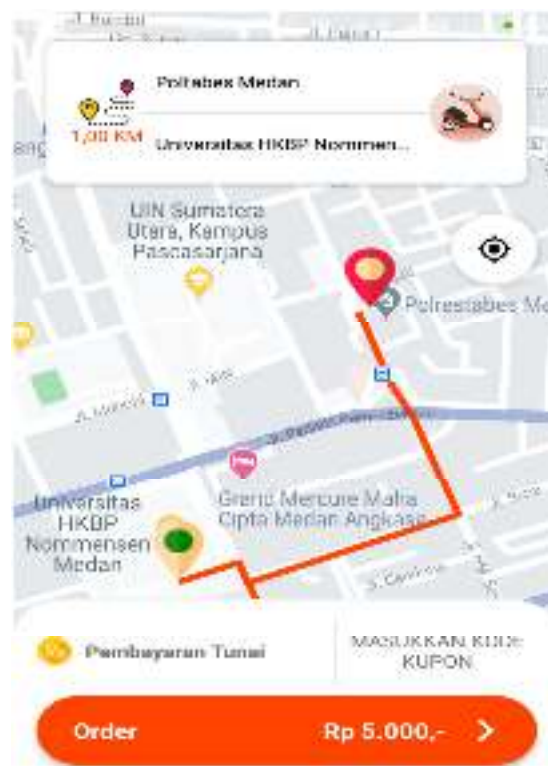 Poltabes Medan
1,00 KM
Universitas HKBP Nommen...
UIN Sumatera
Utara, Kampus
Pascasarjana
Polrestabes Me
Universitas
HKBP
Nommensen
Medan
Grand Mercure Maha
Cipta Medan Angkasa
Pembayaran Tunai
MASUKKAN KODE
KUPON
Order
Rp 5.000,-